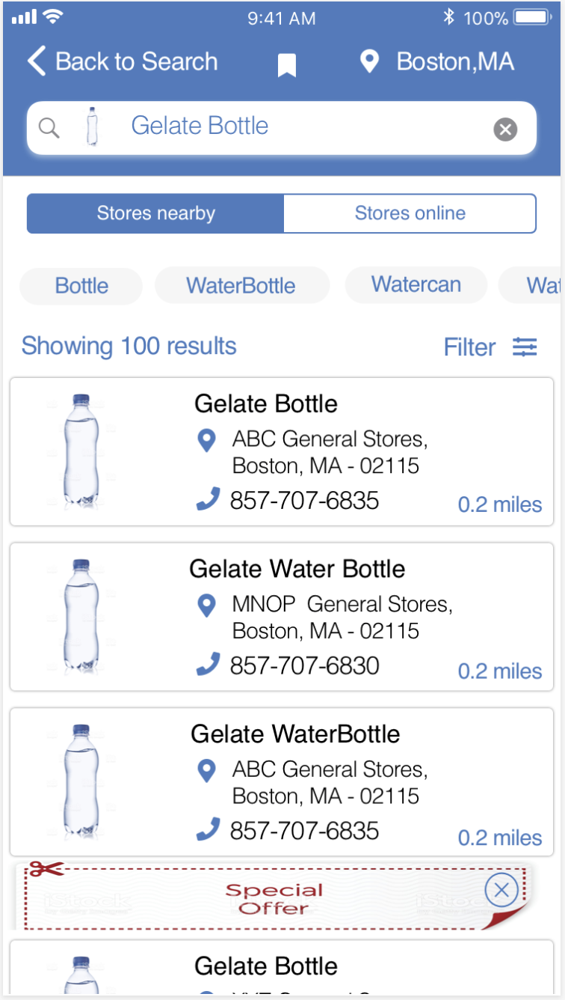 9:41 AM
100%
Back to Search
Boston,MA
Gelate Bottle
Stores nearby
Stores online
Bottle
WaterBottle
Watercan
Wat
Showing 100 results
Filter
Gelate Bottle
ABC General Stores,
Boston, MA - 02115
857-707-6835
0.2 miles
Gelate Water Bottle
MNOP  General Stores,
Boston, MA - 02115
857-707-6830
0.2 miles
Gelate WaterBottle
ABC General Stores,
Boston, MA - 02115
857-707-6835
0.2 miles
iStock
Special
Offer
Gelate Bottle